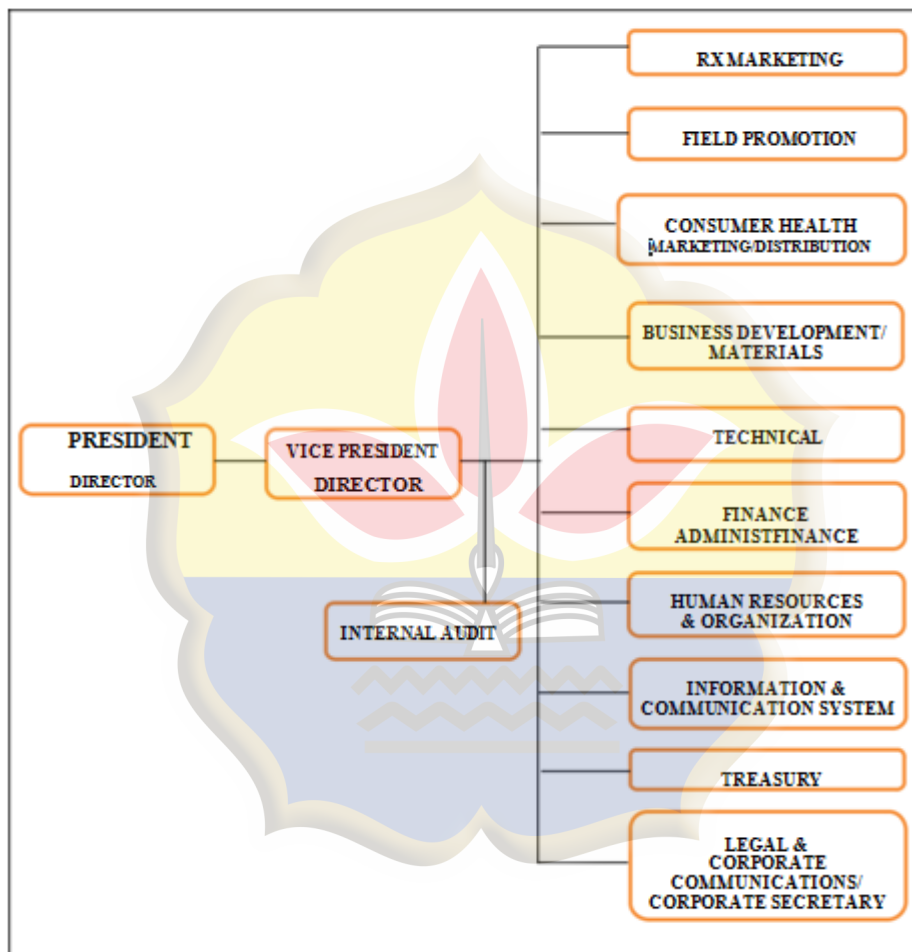 RX MARKETING
FIELD PROMOTION
CONSUMER HEALTH
MARKETING/DISTRIBUTION
BUSINESS DEVELOPMENT/
MATERIALS
PRESIDENT
DIRECTOR
VICE PRESIDENT
DIRECTOR
TECHNICAL
FINANCE
ADMINISTFINANCE
INTERNAL AUDIT
HUMAN RESOURCES
& ORGANIZATION
INFORMATION &
COMMUNICATION SYSTEM
TREASURY
LEGAL &
CORPORATE
COMMUNICATIONS/
CORPORATE SECRETARY